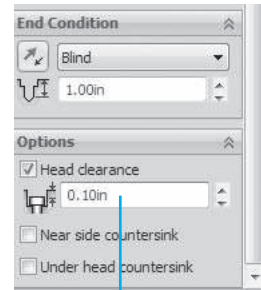 End Condition
Blind
1.00in
Options
Head clearance
0.10in
Near side countersink
Under head countersink